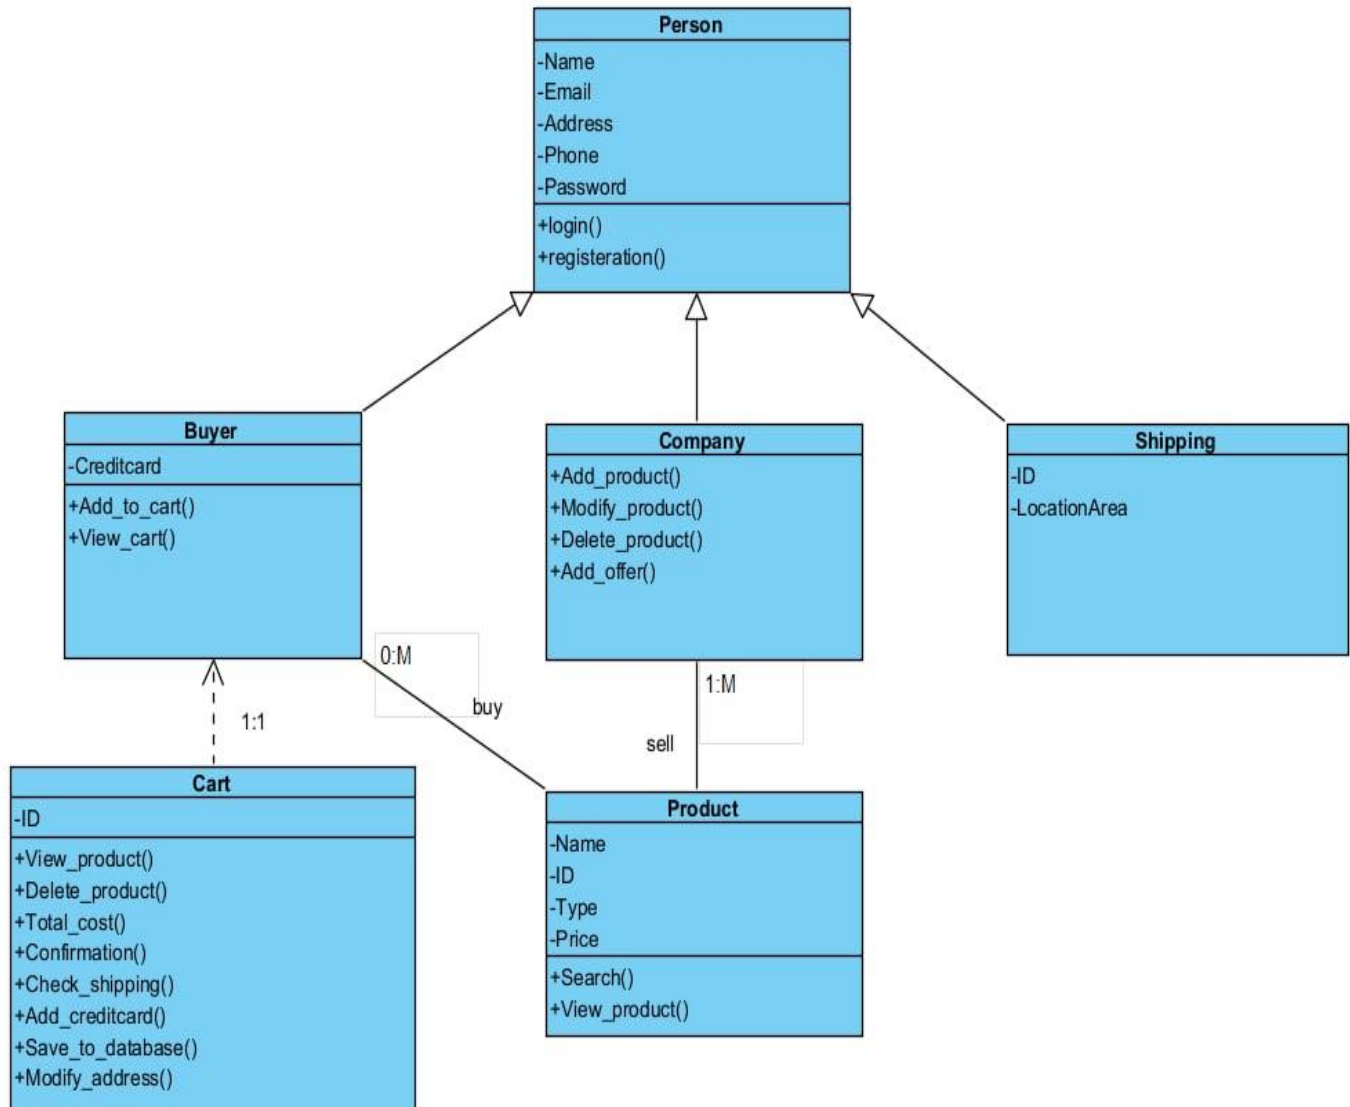 Person
-Name
-Email
-Address
-Phone
-Password
+login()
+registeration()
Buyer
-Creditcard
+Add_to_cart()
+View_cart()
Company
+Add_product()
+Modify_product()
+Delete_product()
+Add_offer()
Shipping
-ID
-LocationArea
0:M
buy
1:M
sell
1:1
Cart
-ID
+View_product()
+Delete_product()
+Total_cost()
+Confirmation()
+Check_shipping()
+Add_creditcard()
+Save_to_database()
+Modify_address()
Product
-Name
-ID
-Type
-Price
+Search()
+View_product()